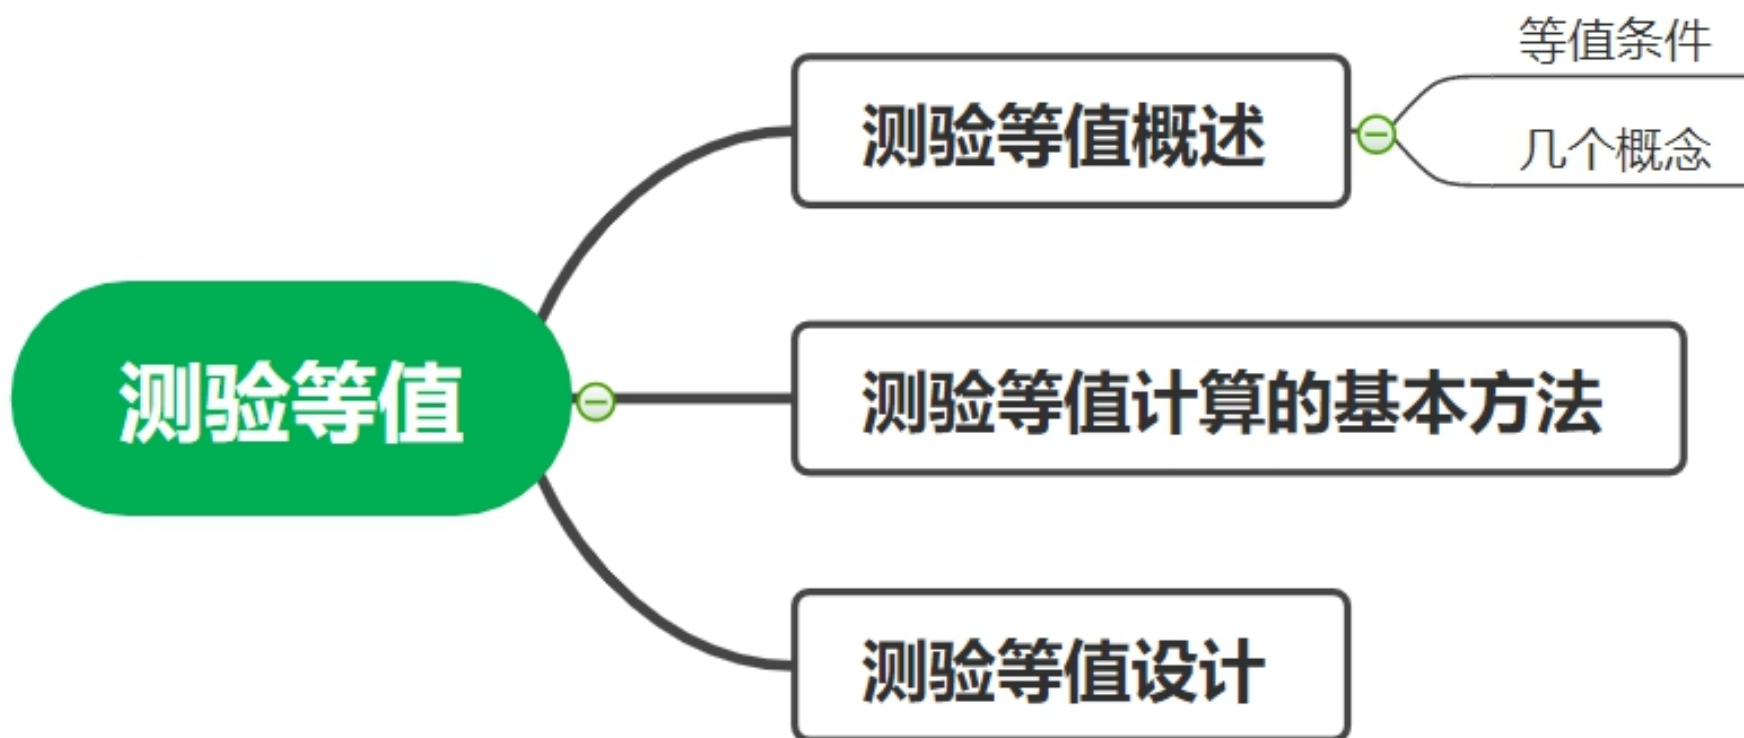 等值条件
测验等值概述
几个概念
测验等值
测验等值计算的基本方法
测验等值设计